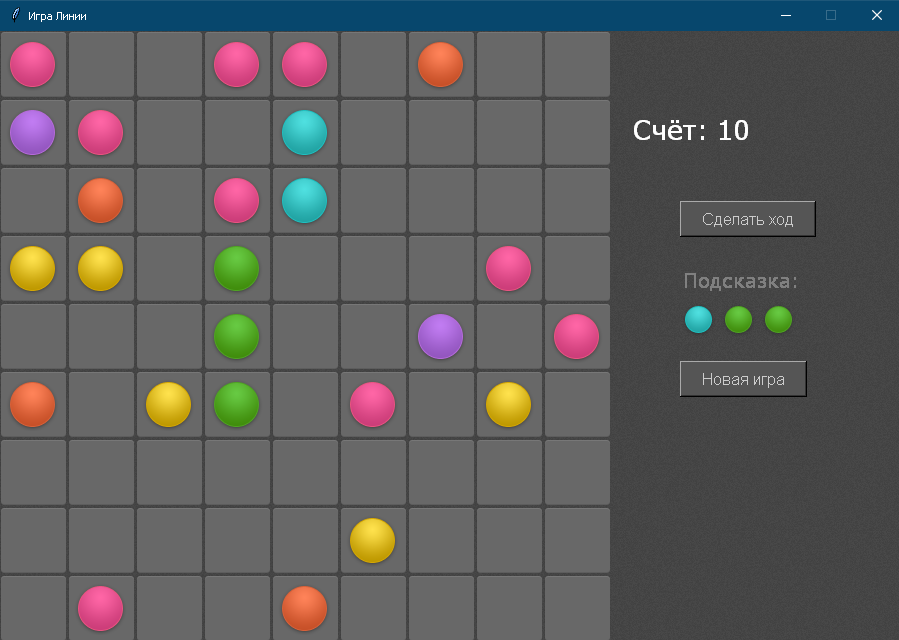 Игра Линии
Счёт: 10
Сделать ход
Подсказка:
Новая игра